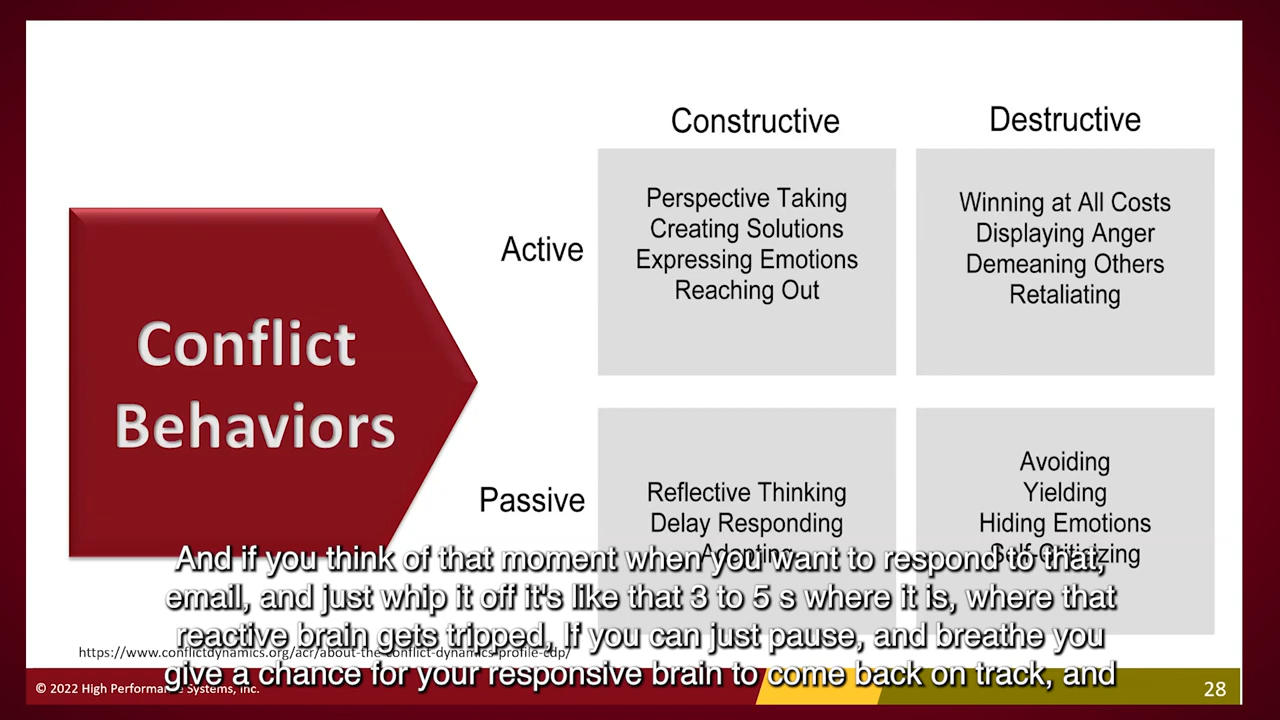 Constructive
Destructive
Conflict
Behaviors
Active
Perspective Taking
Creating Solutions
Expressing Emotions
Reaching Out
Winning at All Costs
Displaying Anger
Demeaning Others
Retaliating
Passive
Reflective Thinking
Delay Responding
Adapting
Avoiding
Yielding
Hiding Emotions
Self-Criticizing
And if you think of that moment when you want to respond to that,
email, and just whip it off it's like that 3 to 5 s where it is, where that
reactive brain gets tripped, If you can just pause, and breathe you
give a chance for your responsive brain to come back on track, and
https://www.conflictdynamics.org/acr/about-the-conflict-dynamics-profile-cdp/
© 2022 High Performance Systems, Inc.
28